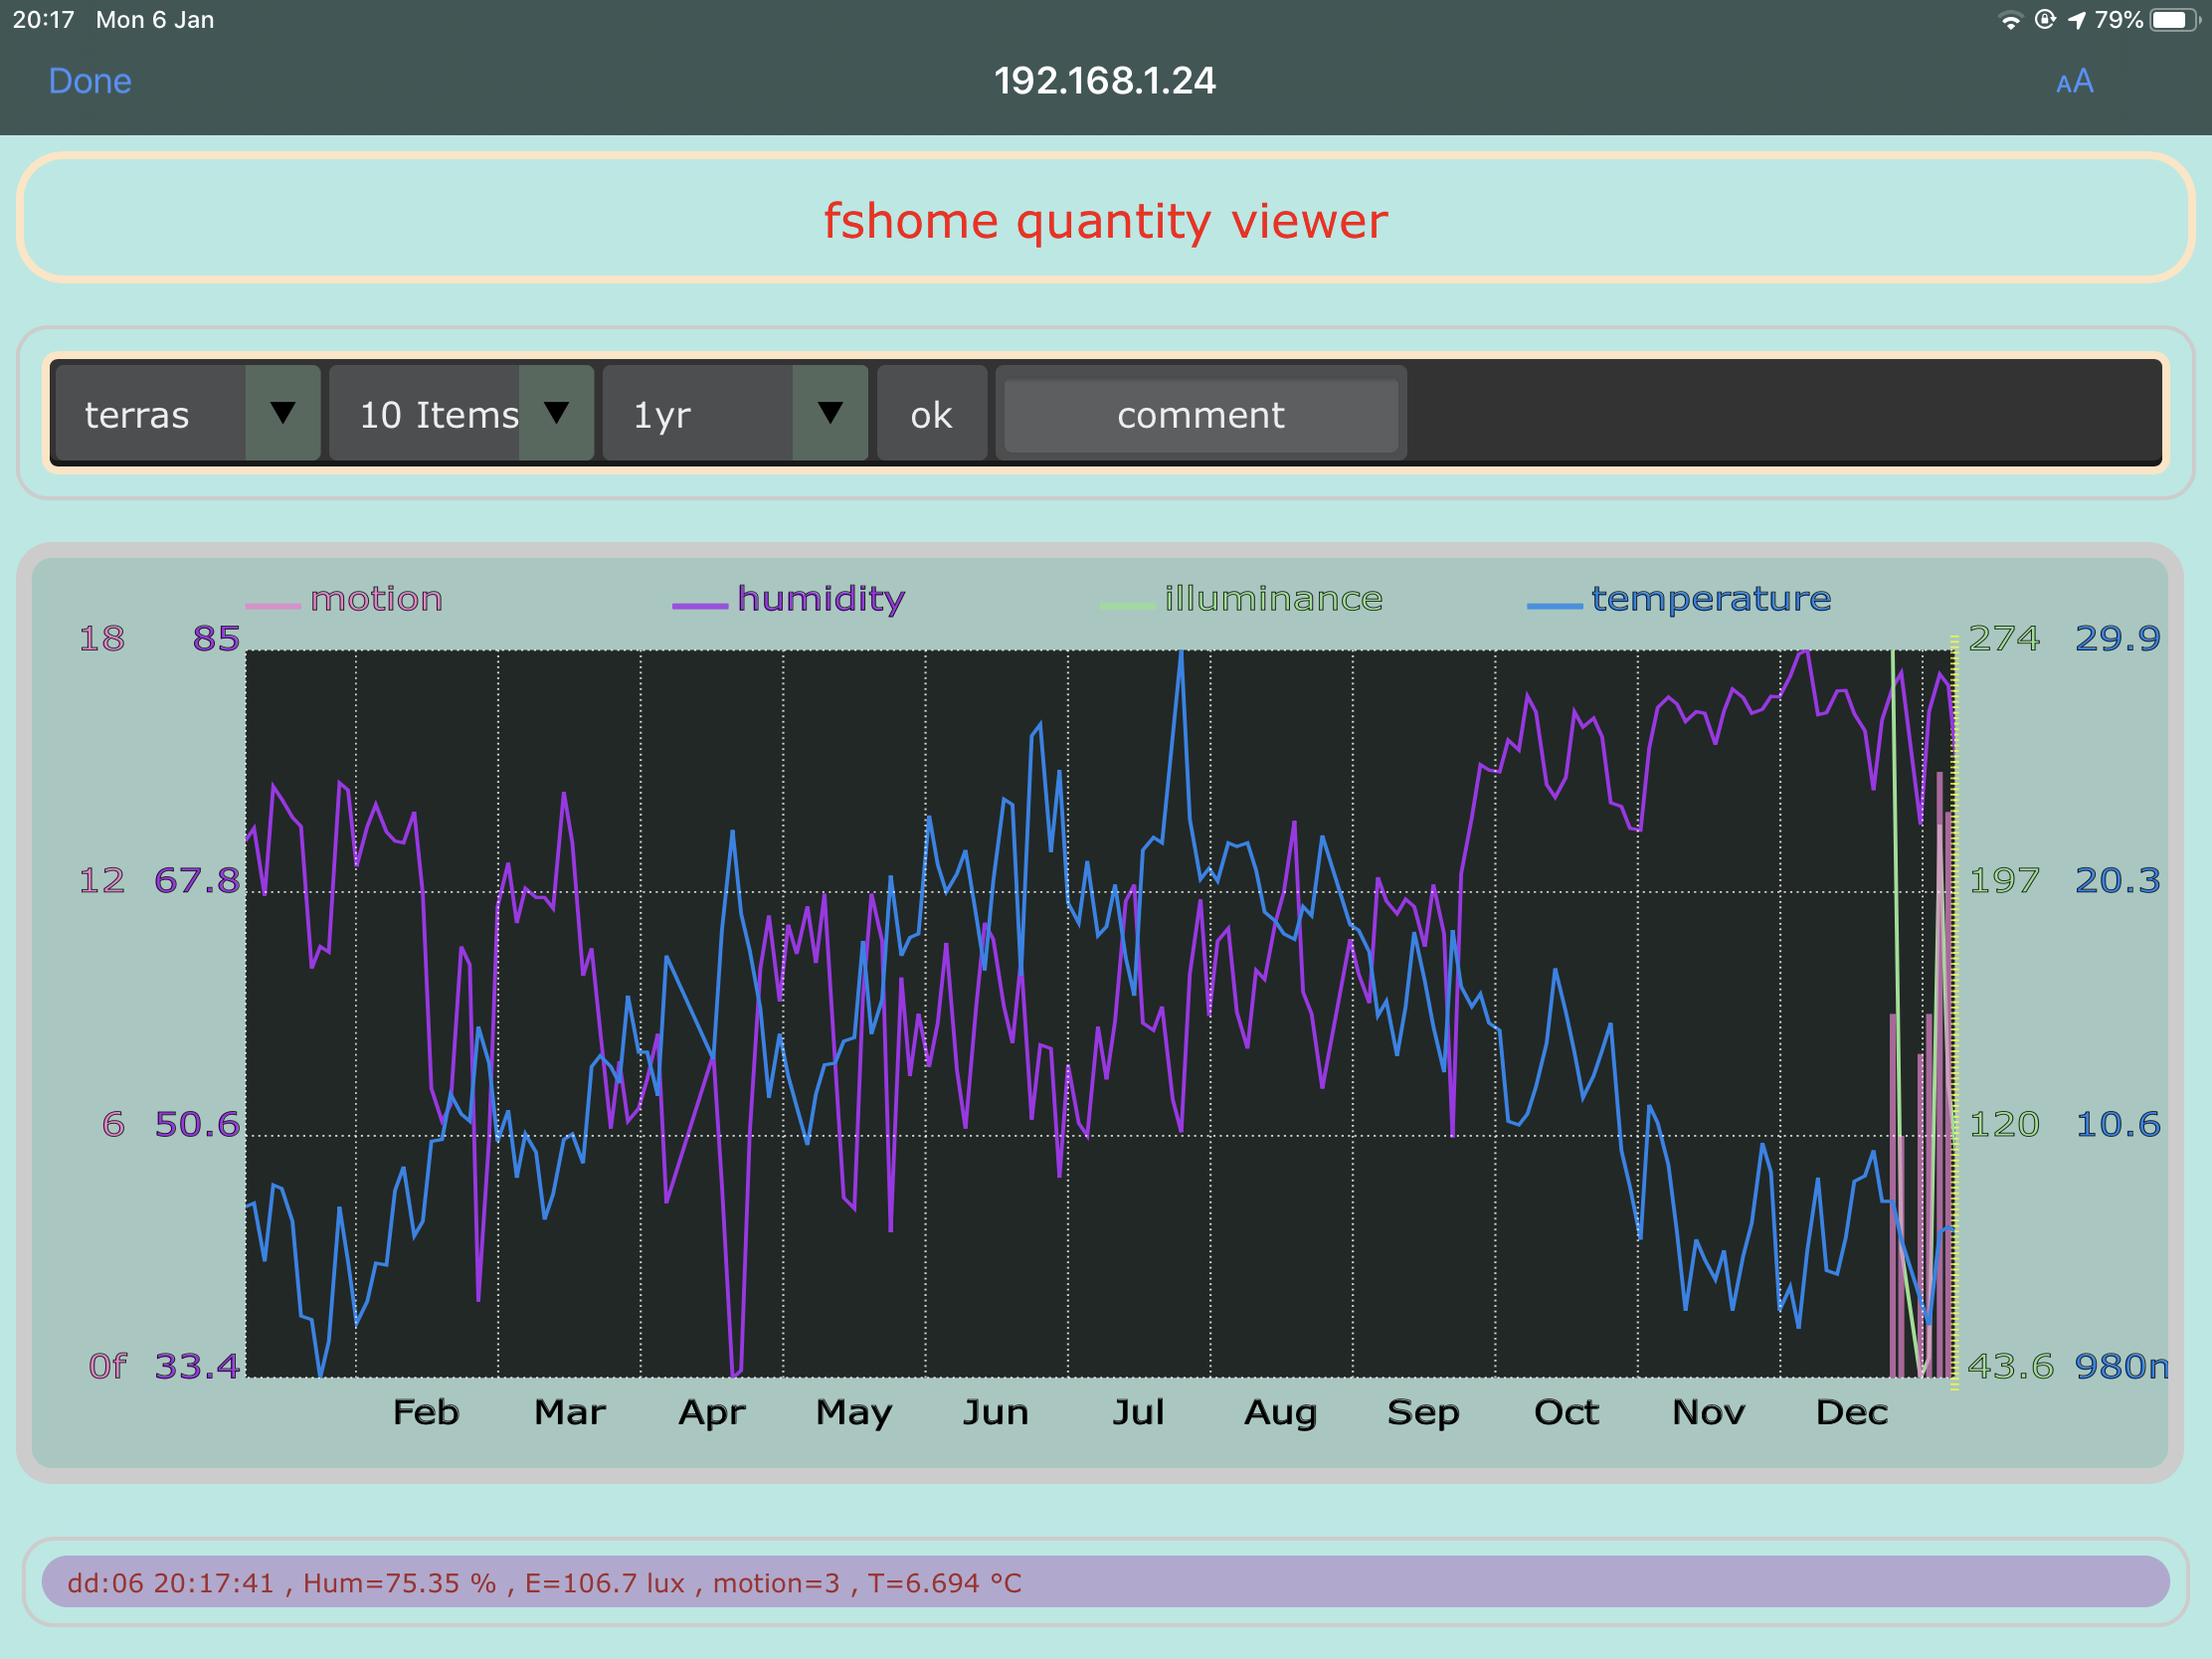 20:17 Mon 6 Jan 79%
Done 192.168.1.24 AA
fshome quantity viewer
terras 10 Items 1yr ok comment
motion humidity illuminance temperature
18 85 274 29.9
12 67.8 197 20.3
6 50.6 120 10.6
0f 33.4 43.6 980n
Feb Mar Apr May Jun Jul Aug Sep Oct Nov Dec
dd:06 20:17:41 , Hum=75.35 % , E=106.7 lux , motion=3 , T=6.694 °C